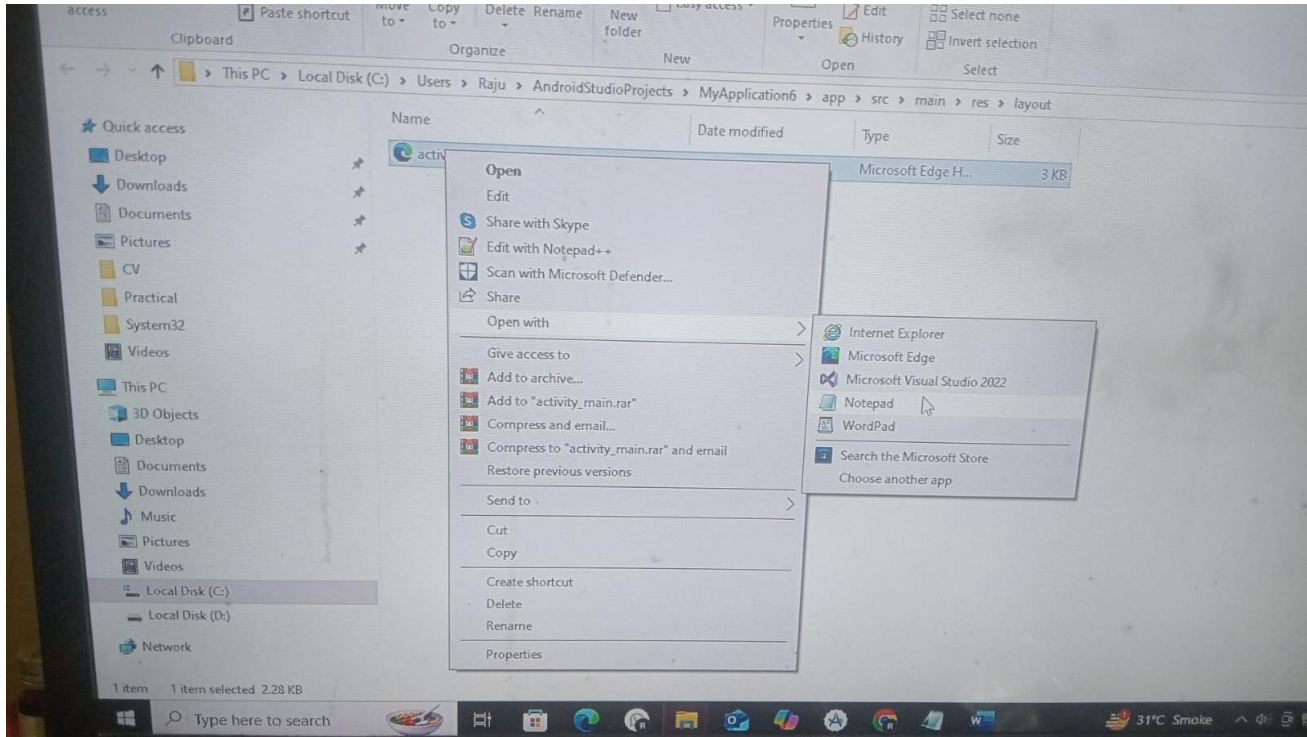 access
Paste shortcut
Move to
Copy to
Delete
Rename
New folder
Easy access
Properties
Edit
History
Select none
Invert selection
Clipboard
Organize
New
Open
Select
This PC > Local Disk (C:) > Users > Raju > AndroidStudioProjects > MyApplication6 > app > src > main > res > layout
Name
Date modified
Type
Size
activ
Microsoft Edge H...
3 KB
Quick access
Desktop
Downloads
Documents
Pictures
CV
Practical
System32
Videos
This PC
3D Objects
Desktop
Documents
Downloads
Music
Pictures
Videos
Local Disk (C:)
Local Disk (D:)
Network
Open
Edit
Share with Skype
Edit with Notepad++
Scan with Microsoft Defender...
Share
Open with
Give access to
Add to archive...
Add to "activity_main.rar"
Compress and email...
Compress to "activity_main.rar" and email
Restore previous versions
Send to
Cut
Copy
Create shortcut
Delete
Rename
Properties
Internet Explorer
Microsoft Edge
Microsoft Visual Studio 2022
Notepad
WordPad
Search the Microsoft Store
Choose another app
1 item 1 item selected 2.28 KB
Type here to search
31°C Smoke